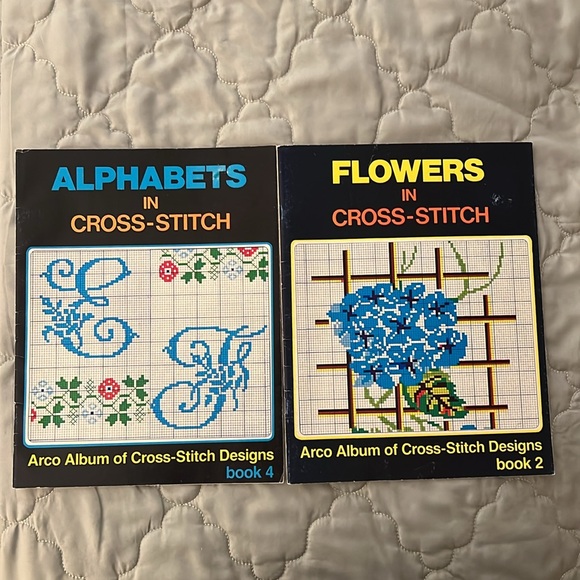 ALPHABETS
IN
CROSS-STITCH
Arco Album of Cross-Stitch Designs
book 4
FLOWERS
IN
CROSS-STITCH
Arco Album of Cross-Stitch Designs
book 2